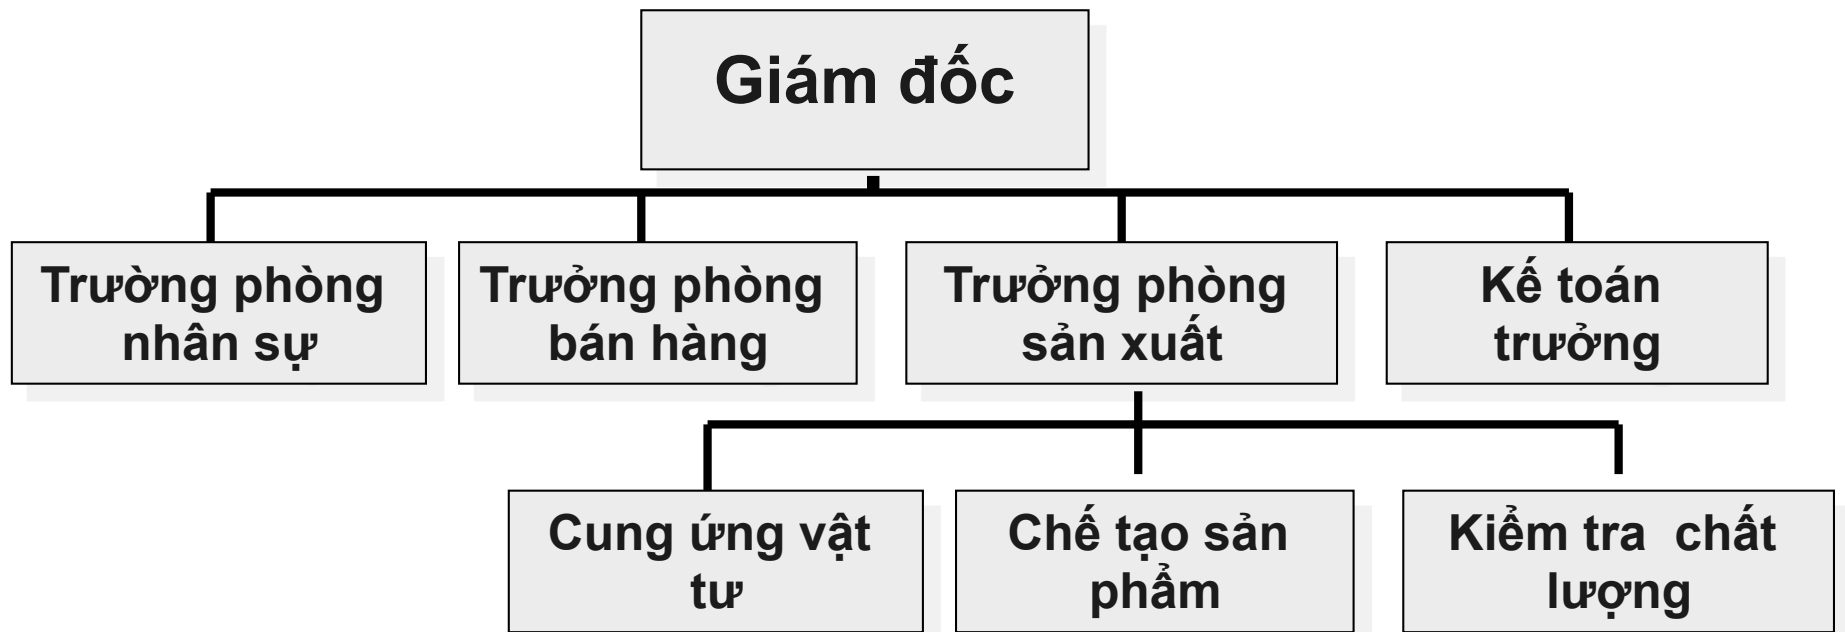 Giám đốc
Trường phòng
nhân sự
Trưởng phòng
bán hàng
Trưởng phòng
sản xuất
Kế toán
trưởng
Cung ứng vật
tư
Chế tạo sản
phẩm
Kiểm tra  chất
lượng